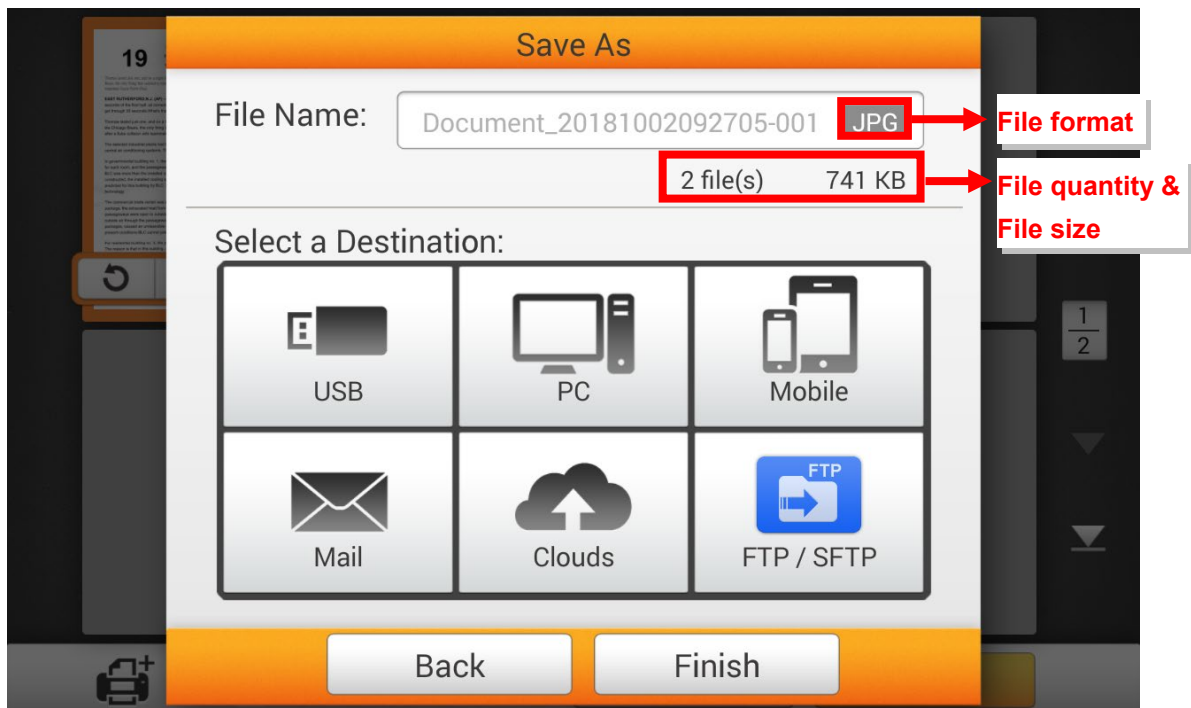 Save As
19
File Name:
Document_20181002092705-001
JPG
File format
2 file(s) 741 KB
File quantity &
File size
Select a Destination:
USB
PC
Mobile
1
2
Mail
Clouds
FTP
FTP / SFTP
Back
Finish